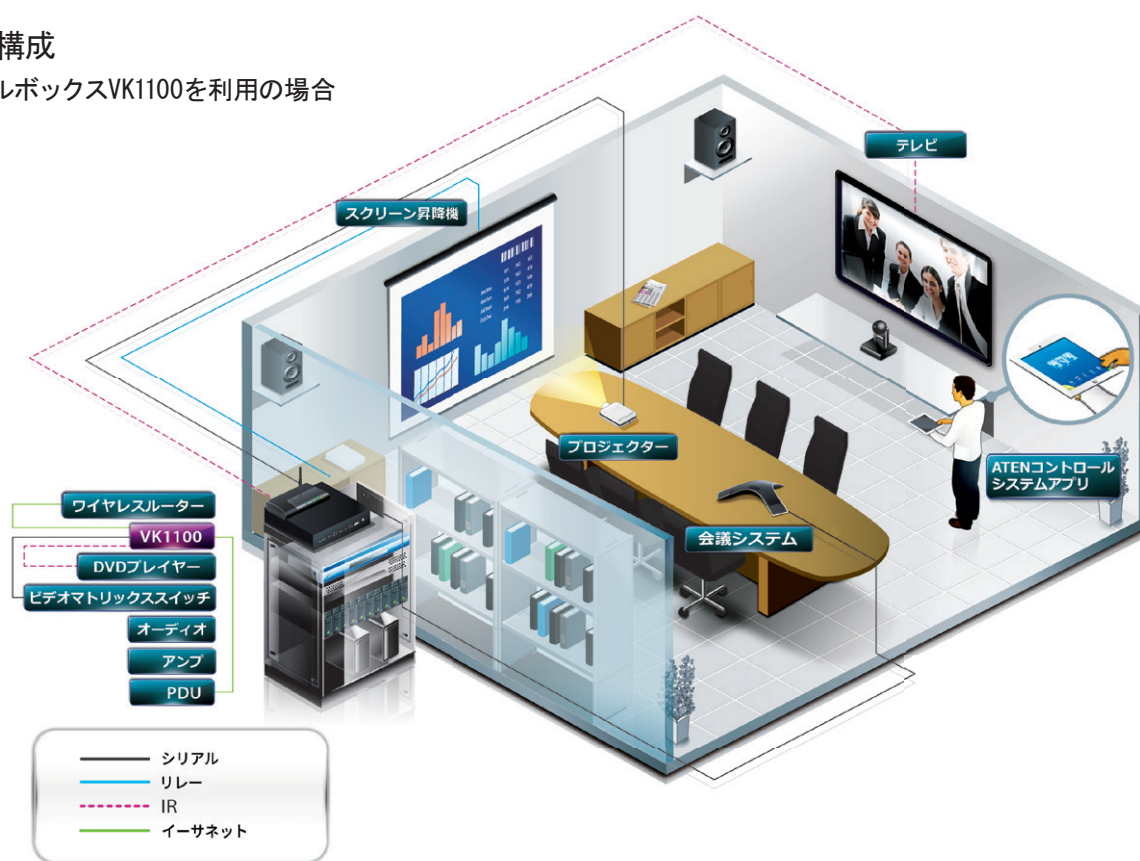 構成
ルボックスVK1100を利用の場合
テレビ
スクリーン昇降機
プロジェクター
ATENコントロール
システムアプリ
会議システム
ワイヤレスルーター
VK1100
DVDプレイヤー
ビデオマトリックススイッチ
オーディオ
アンプ
PDU
シリアル
リレー
IR
イーサネット